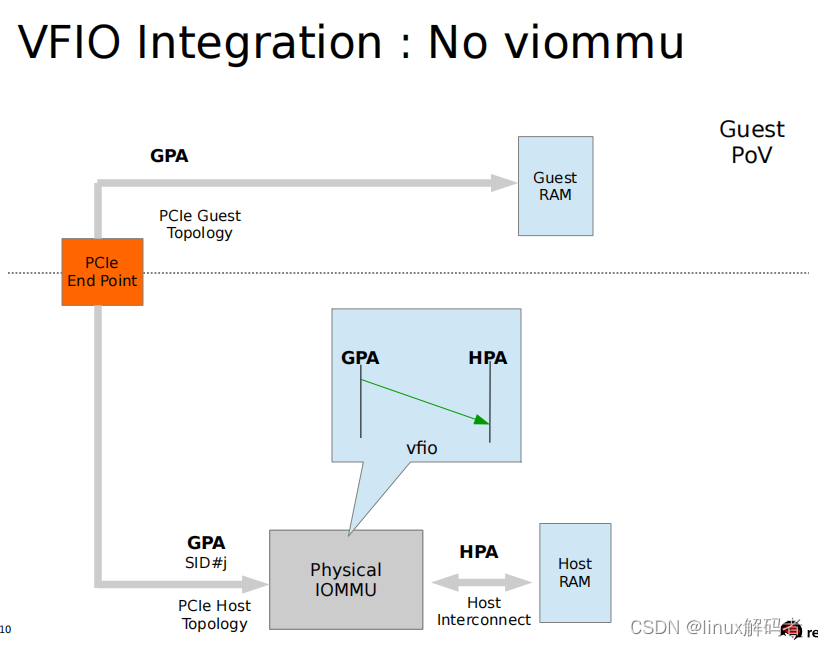 VFIO Integration : No viommu
Guest
PoV
GPA
Guest
RAM
PCIe Guest
Topology
PCIe
End Point
GPA
HPA
vfio
GPA
SID#j
Physical
IOMMU
HPA
Host
RAM
PCIe Host
Topology
Host
Interconnect
10
CSDN @linux解码者
re